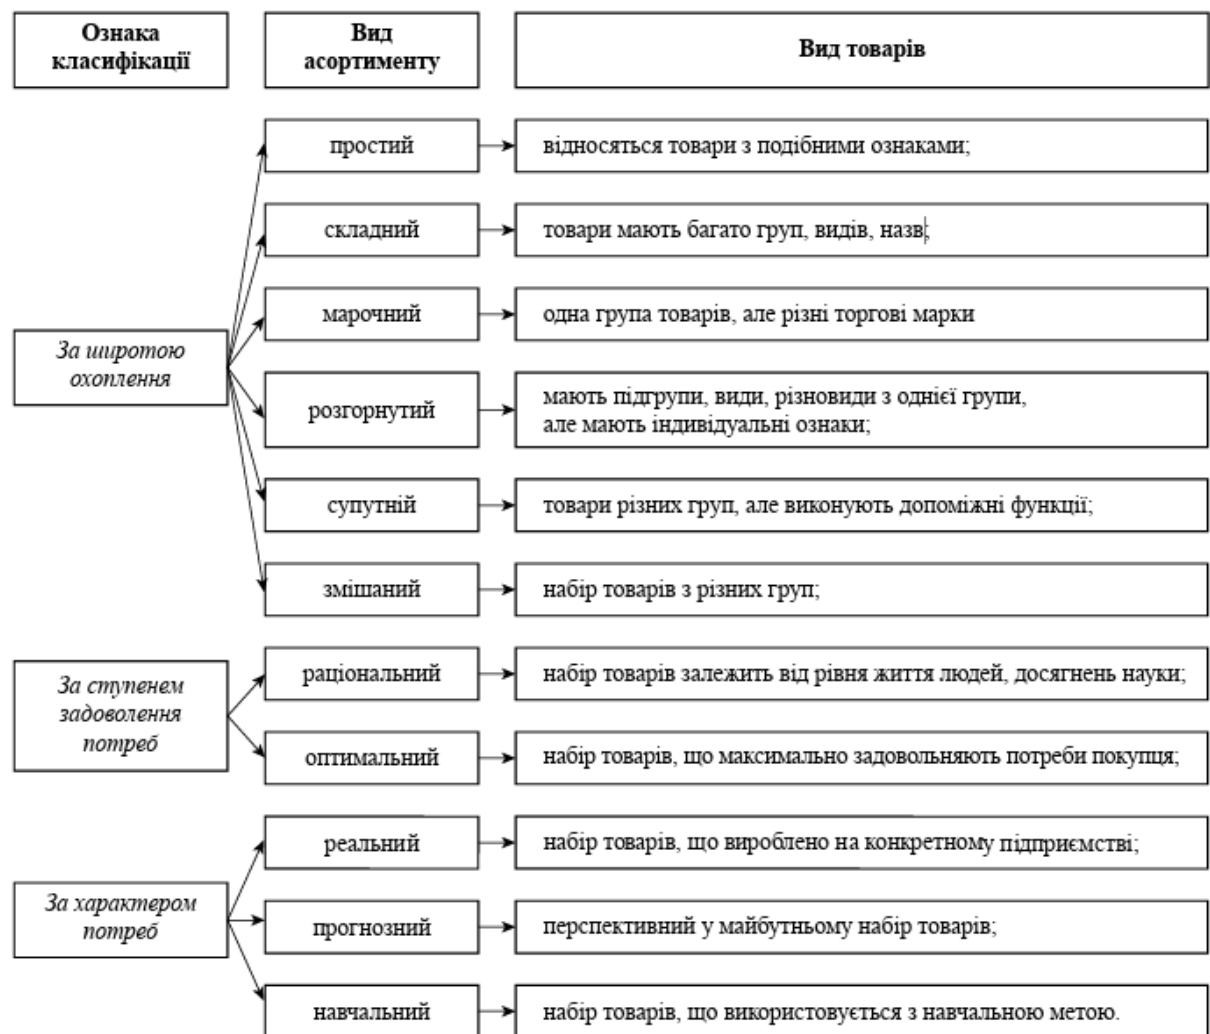 Ознака
класифікації
Вид
асортименту
Вид товарів
За широтою
охоплення
простий
відносяться товари з подібними ознаками;
складний
товари мають багато груп, видів, назв;
марочний
одна група товарів, але різні торгові марки
розгорнутий
мають підгрупи, види, різновиди з однієї групи,
але мають індивідуальні ознаки;
супутній
товари різних груп, але виконують допоміжні функції;
змішаний
набір товарів з різних груп;
За ступенем
задоволення
потреб
раціональний
набір товарів залежить від рівня життя людей, досягнень науки;
оптимальний
набір товарів, що максимально задовольняють потреби покупця;
За характером
потреб
реальний
набір товарів, що вироблено на конкретному підприємстві;
прогнозний
перспективний у майбутньому набір товарів;
навчальний
набір товарів, що використовується з навчальною метою.